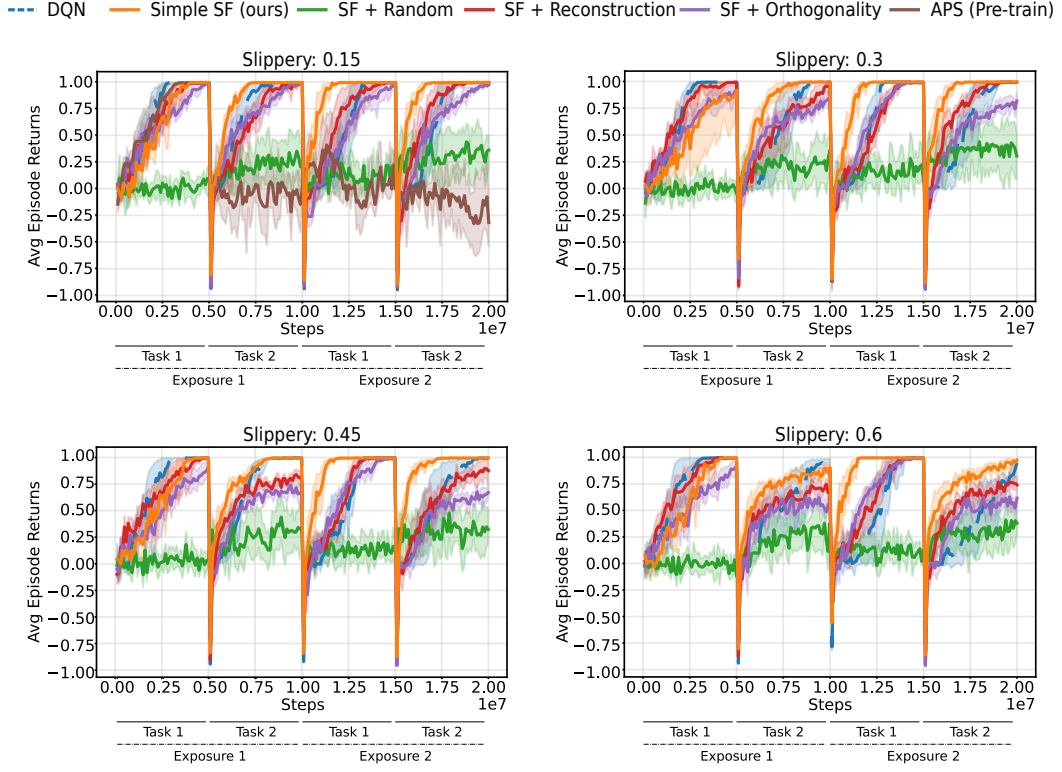 DQN Simple SF (ours) SF + Random SF + Reconstruction SF + Orthogonality APS (Pre-train)
Slippery: 0.15
1.00
0.75
0.50
0.25
0.00
−0.25
−0.50
−0.75
−1.00
Avg Episode Returns
0.00 0.25 0.50 0.75 1.00 1.25 1.50 1.75 2.00
Steps
1e7
Task 1 Task 2 Task 1 Task 2
Exposure 1 Exposure 2
Slippery: 0.3
1.00
0.75
0.50
0.25
0.00
−0.25
−0.50
−0.75
−1.00
Avg Episode Returns
0.00 0.25 0.50 0.75 1.00 1.25 1.50 1.75 2.00
Steps
1e7
Task 1 Task 2 Task 1 Task 2
Exposure 1 Exposure 2
Slippery: 0.45
1.00
0.75
0.50
0.25
0.00
−0.25
−0.50
−0.75
−1.00
Avg Episode Returns
0.00 0.25 0.50 0.75 1.00 1.25 1.50 1.75 2.00
Steps
1e7
Task 1 Task 2 Task 1 Task 2
Exposure 1 Exposure 2
Slippery: 0.6
1.00
0.75
0.50
0.25
0.00
−0.25
−0.50
−0.75
−1.00
Avg Episode Returns
0.00 0.25 0.50 0.75 1.00 1.25 1.50 1.75 2.00
Steps
1e7
Task 1 Task 2 Task 1 Task 2
Exposure 1 Exposure 2